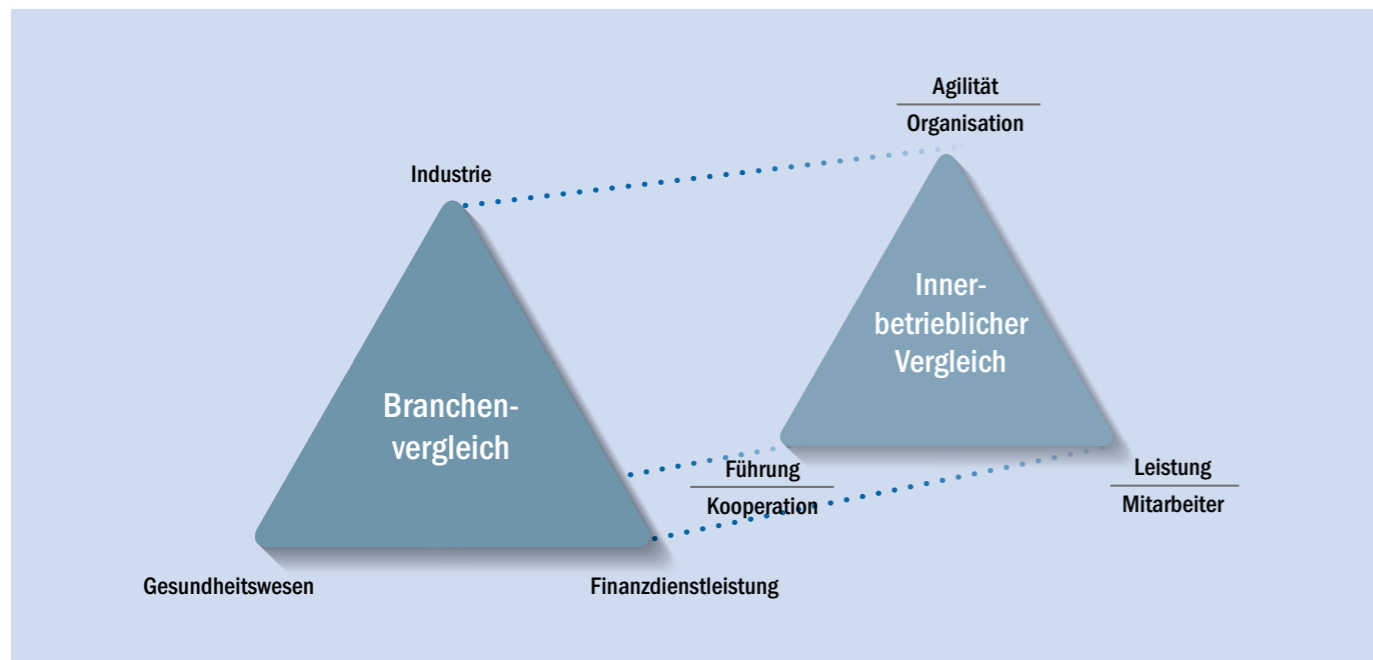 Agilität
Organisation
Industrie
Inner-
betrieblicher
Vergleich
Branchen-
vergleich
Führung
Kooperation
Leistung
Mitarbeiter
Gesundheitswesen
Finanzdienstleistung